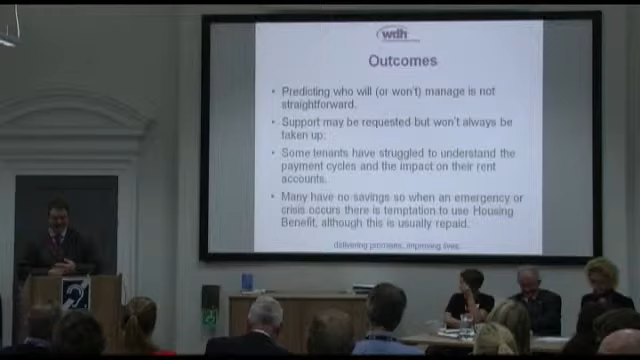 wdh
Outcomes
• Predicting who will (or won't) manage is not
straightforward.
• Support may be requested but won't always be
taken up.
• Some tenants have struggled to understand the
payment cycles and the impact on their rent
accounts.
• Many have no savings so when an emergency or
crisis occurs there is temptation to use Housing
Benefit, although this is usually repaid.
delivering promises, improving lives